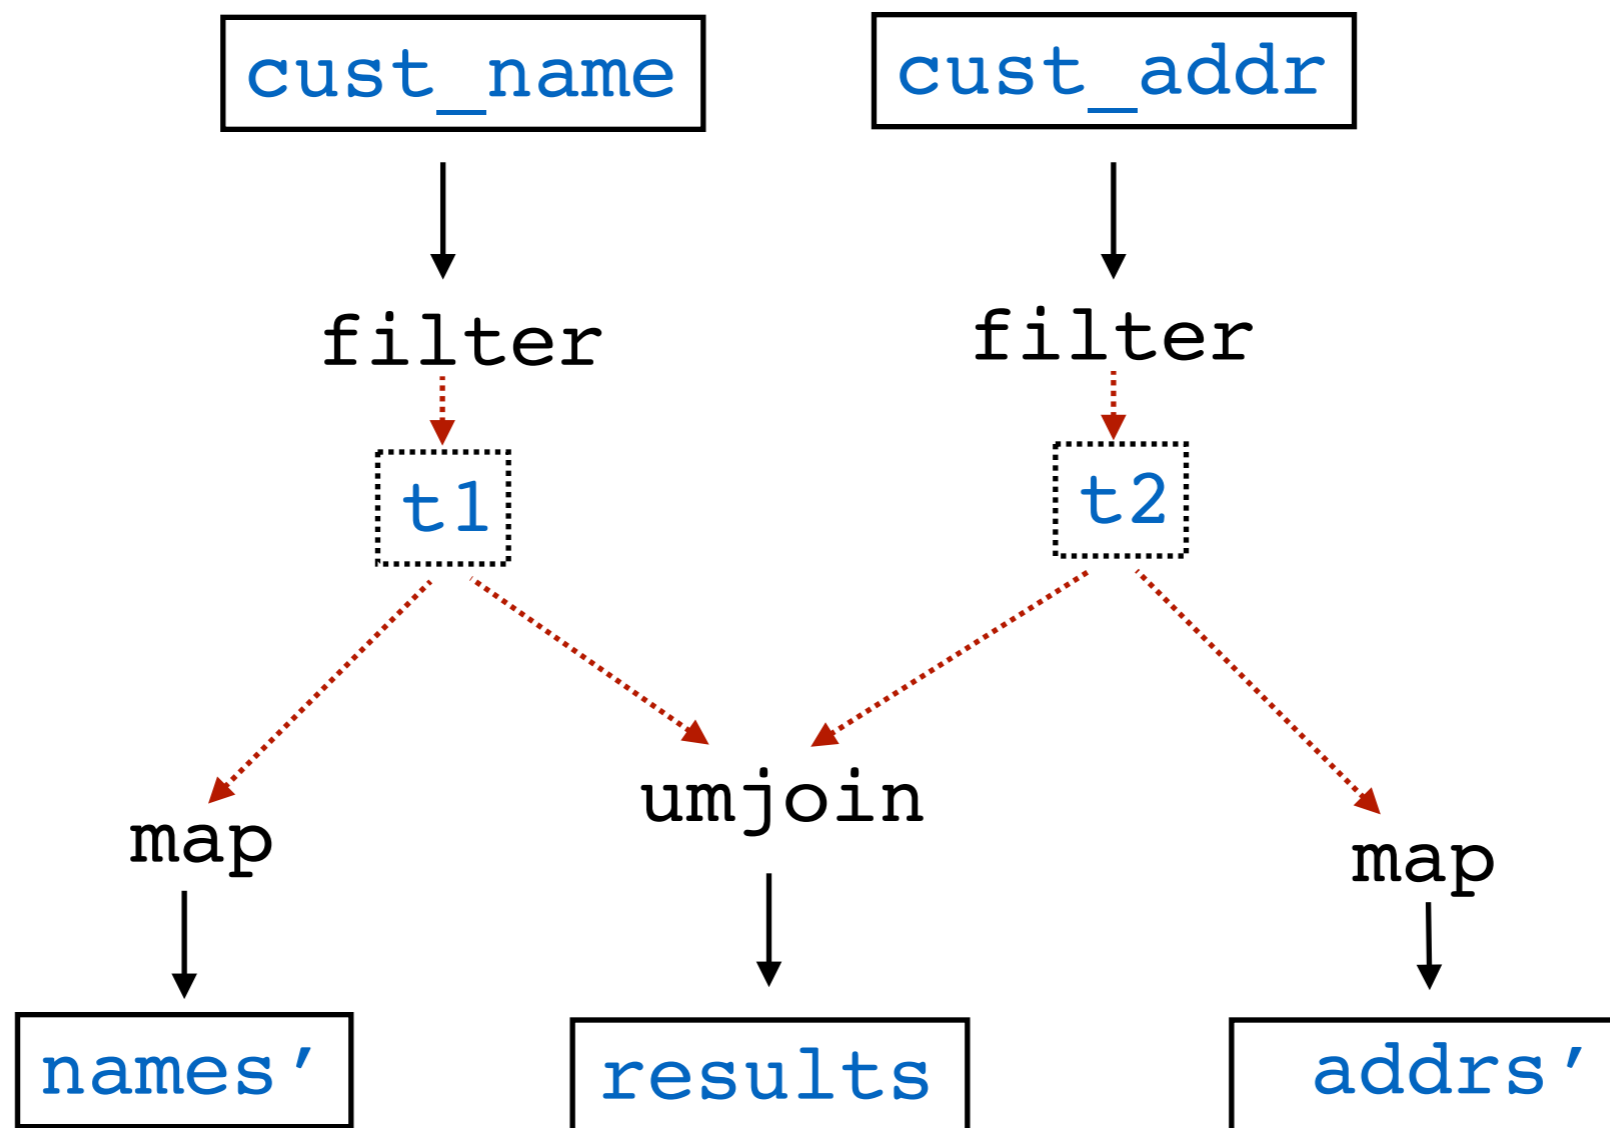 cust_name
cust_addr
filter
filter
t1
t2
umjoin
map
map
names’
results
addrs’